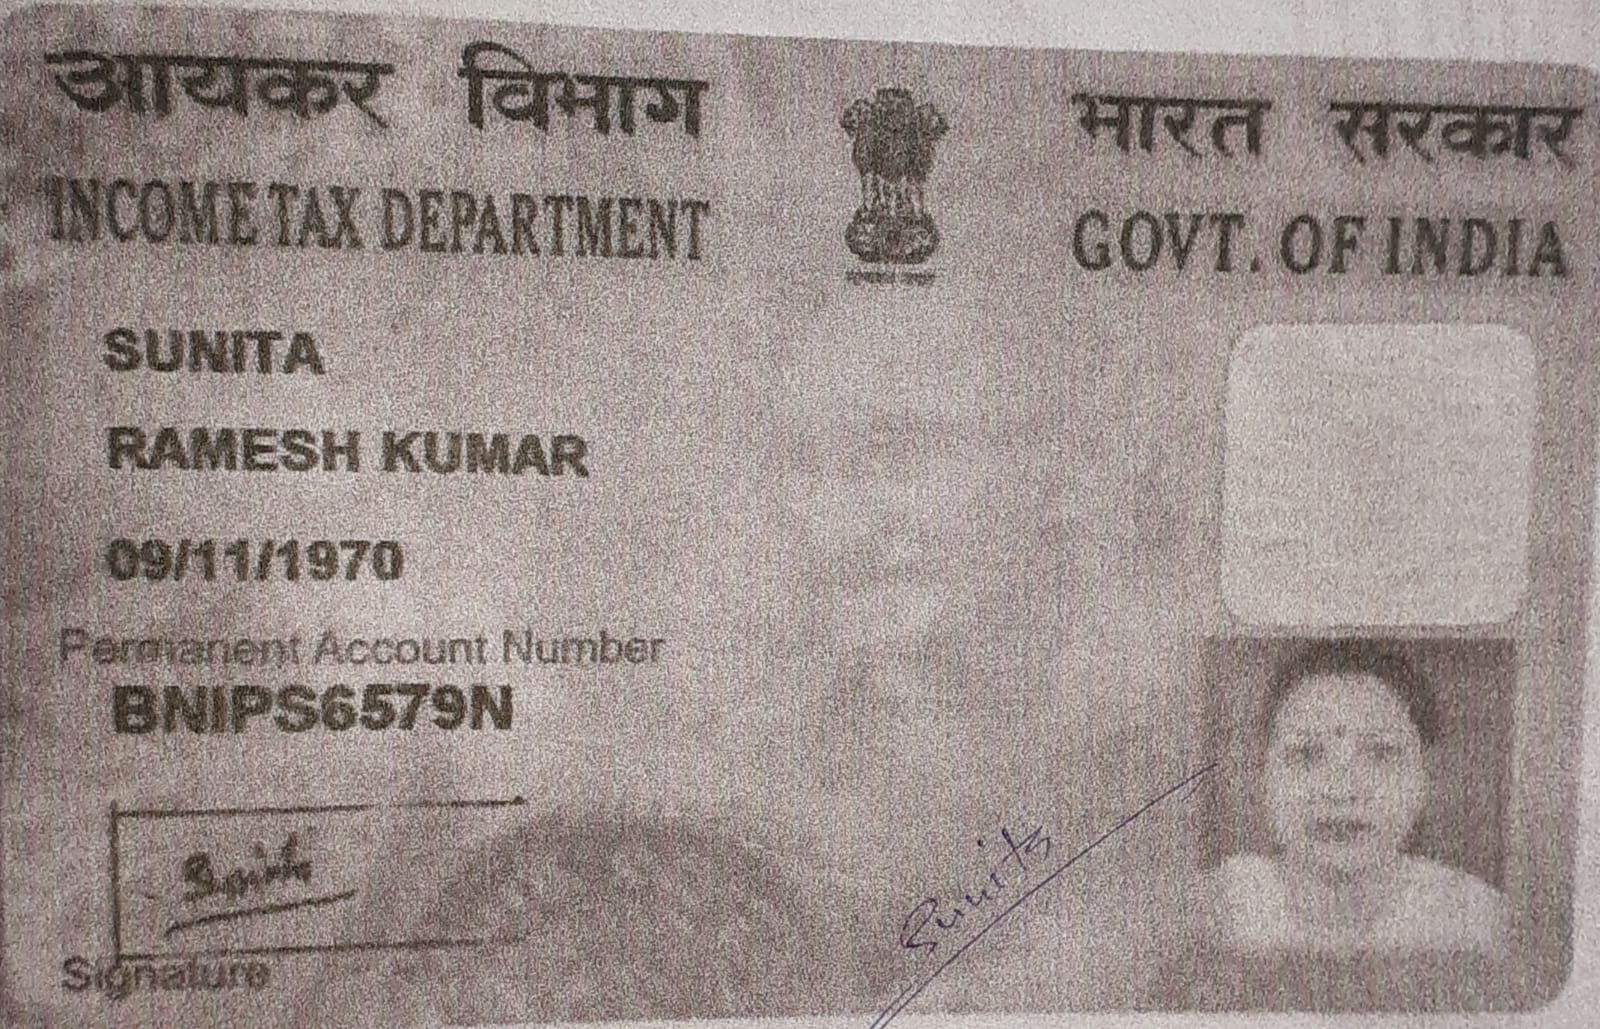 आयकर विभाग
भारत सरकार
INCOME TAX DEPARTMENT
GOVT. OF INDIA
SUNITA
RAMESH KUMAR
09/11/1970
Permanent Account Number
BNIPS6579N
Sunita
Sunita
Signature